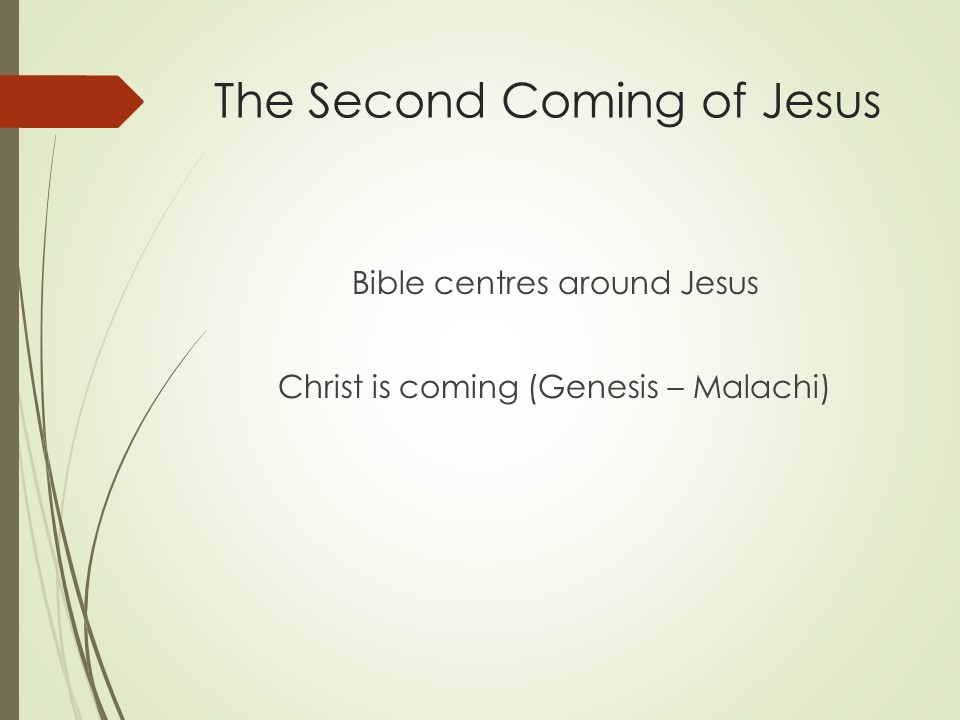 The Second Coming of Jesus
Bible centres around Jesus
Christ is coming (Genesis – Malachi)